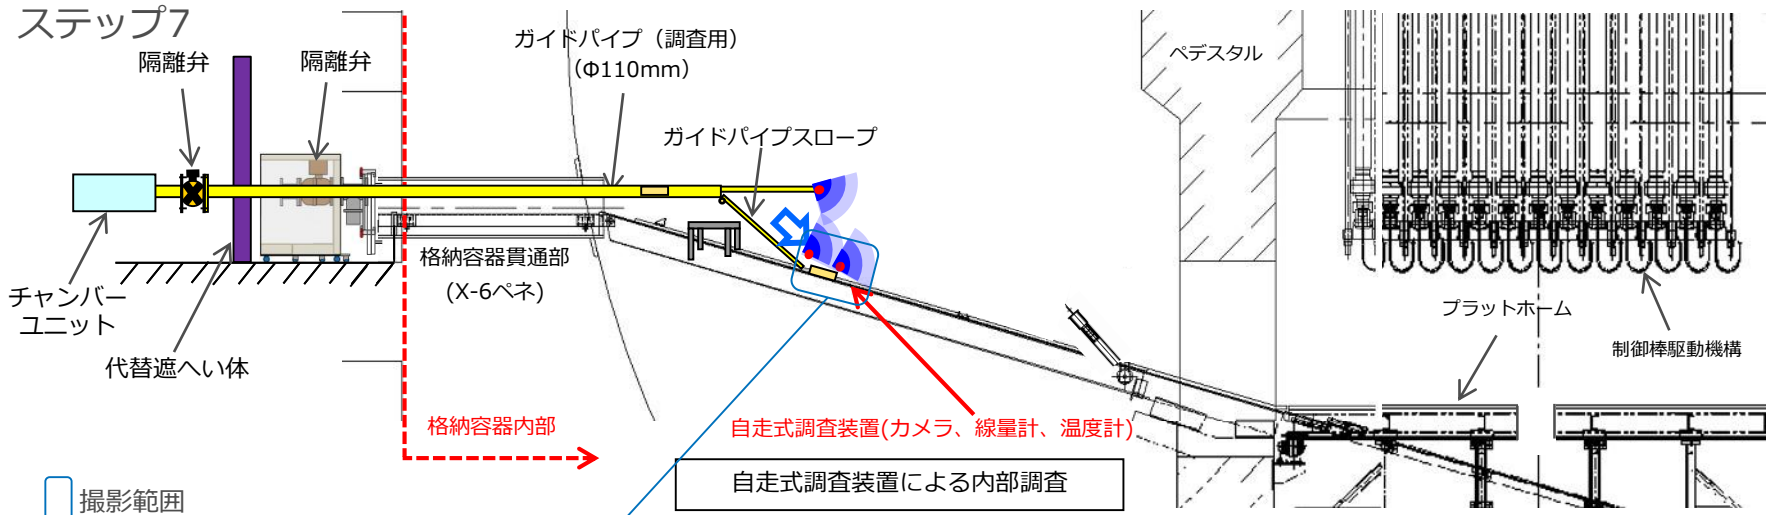 ステップ7
隔離弁
隔離弁
ガイドパイプ（調査用）
（Φ110mm）
ガイドパイプスロープ
ペデスタル
チャンバー
ユニット
代替遮へい体
格納容器貫通部
(X-6ペネ)
プラットホーム
制御棒駆動機構
格納容器内部
自走式調査装置(カメラ、線量計、温度計)
自走式調査装置による内部調査
撮影範囲